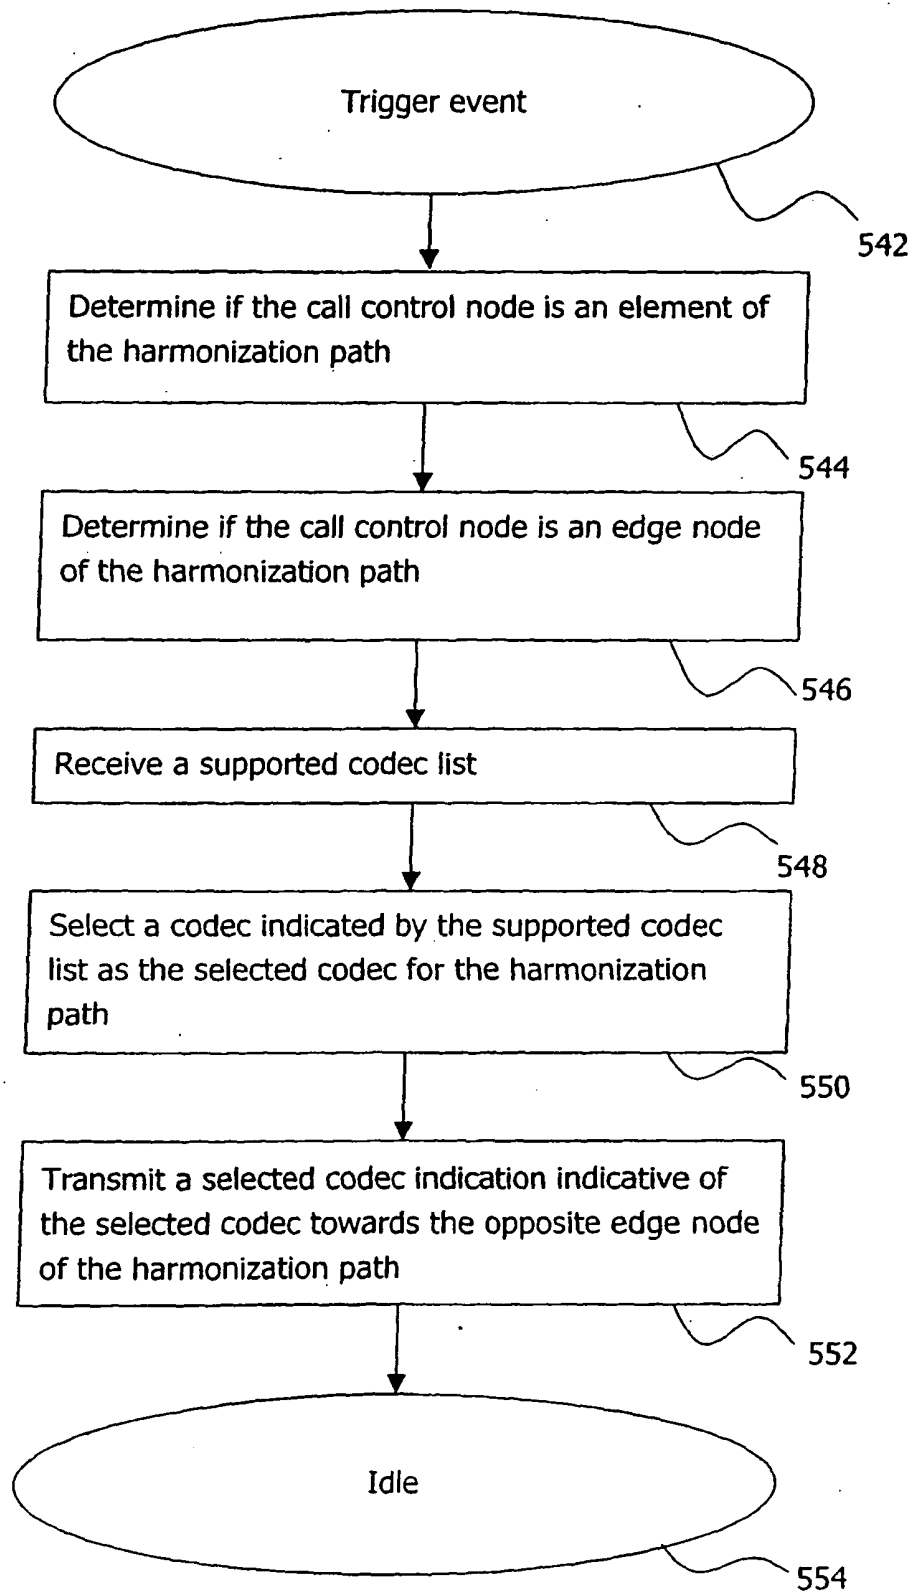 Trigger event
542
Determine if the call control node is an element of
the harmonization path
544
Determine if the call control node is an edge node
of the harmonization path
546
Receive a supported codec list
548
Select a codec indicated by the supported codec
list as the selected codec for the harmonization
path
550
Transmit a selected codec indication indicative of
the selected codec towards the opposite edge node
of the harmonization path
552
Idle
554